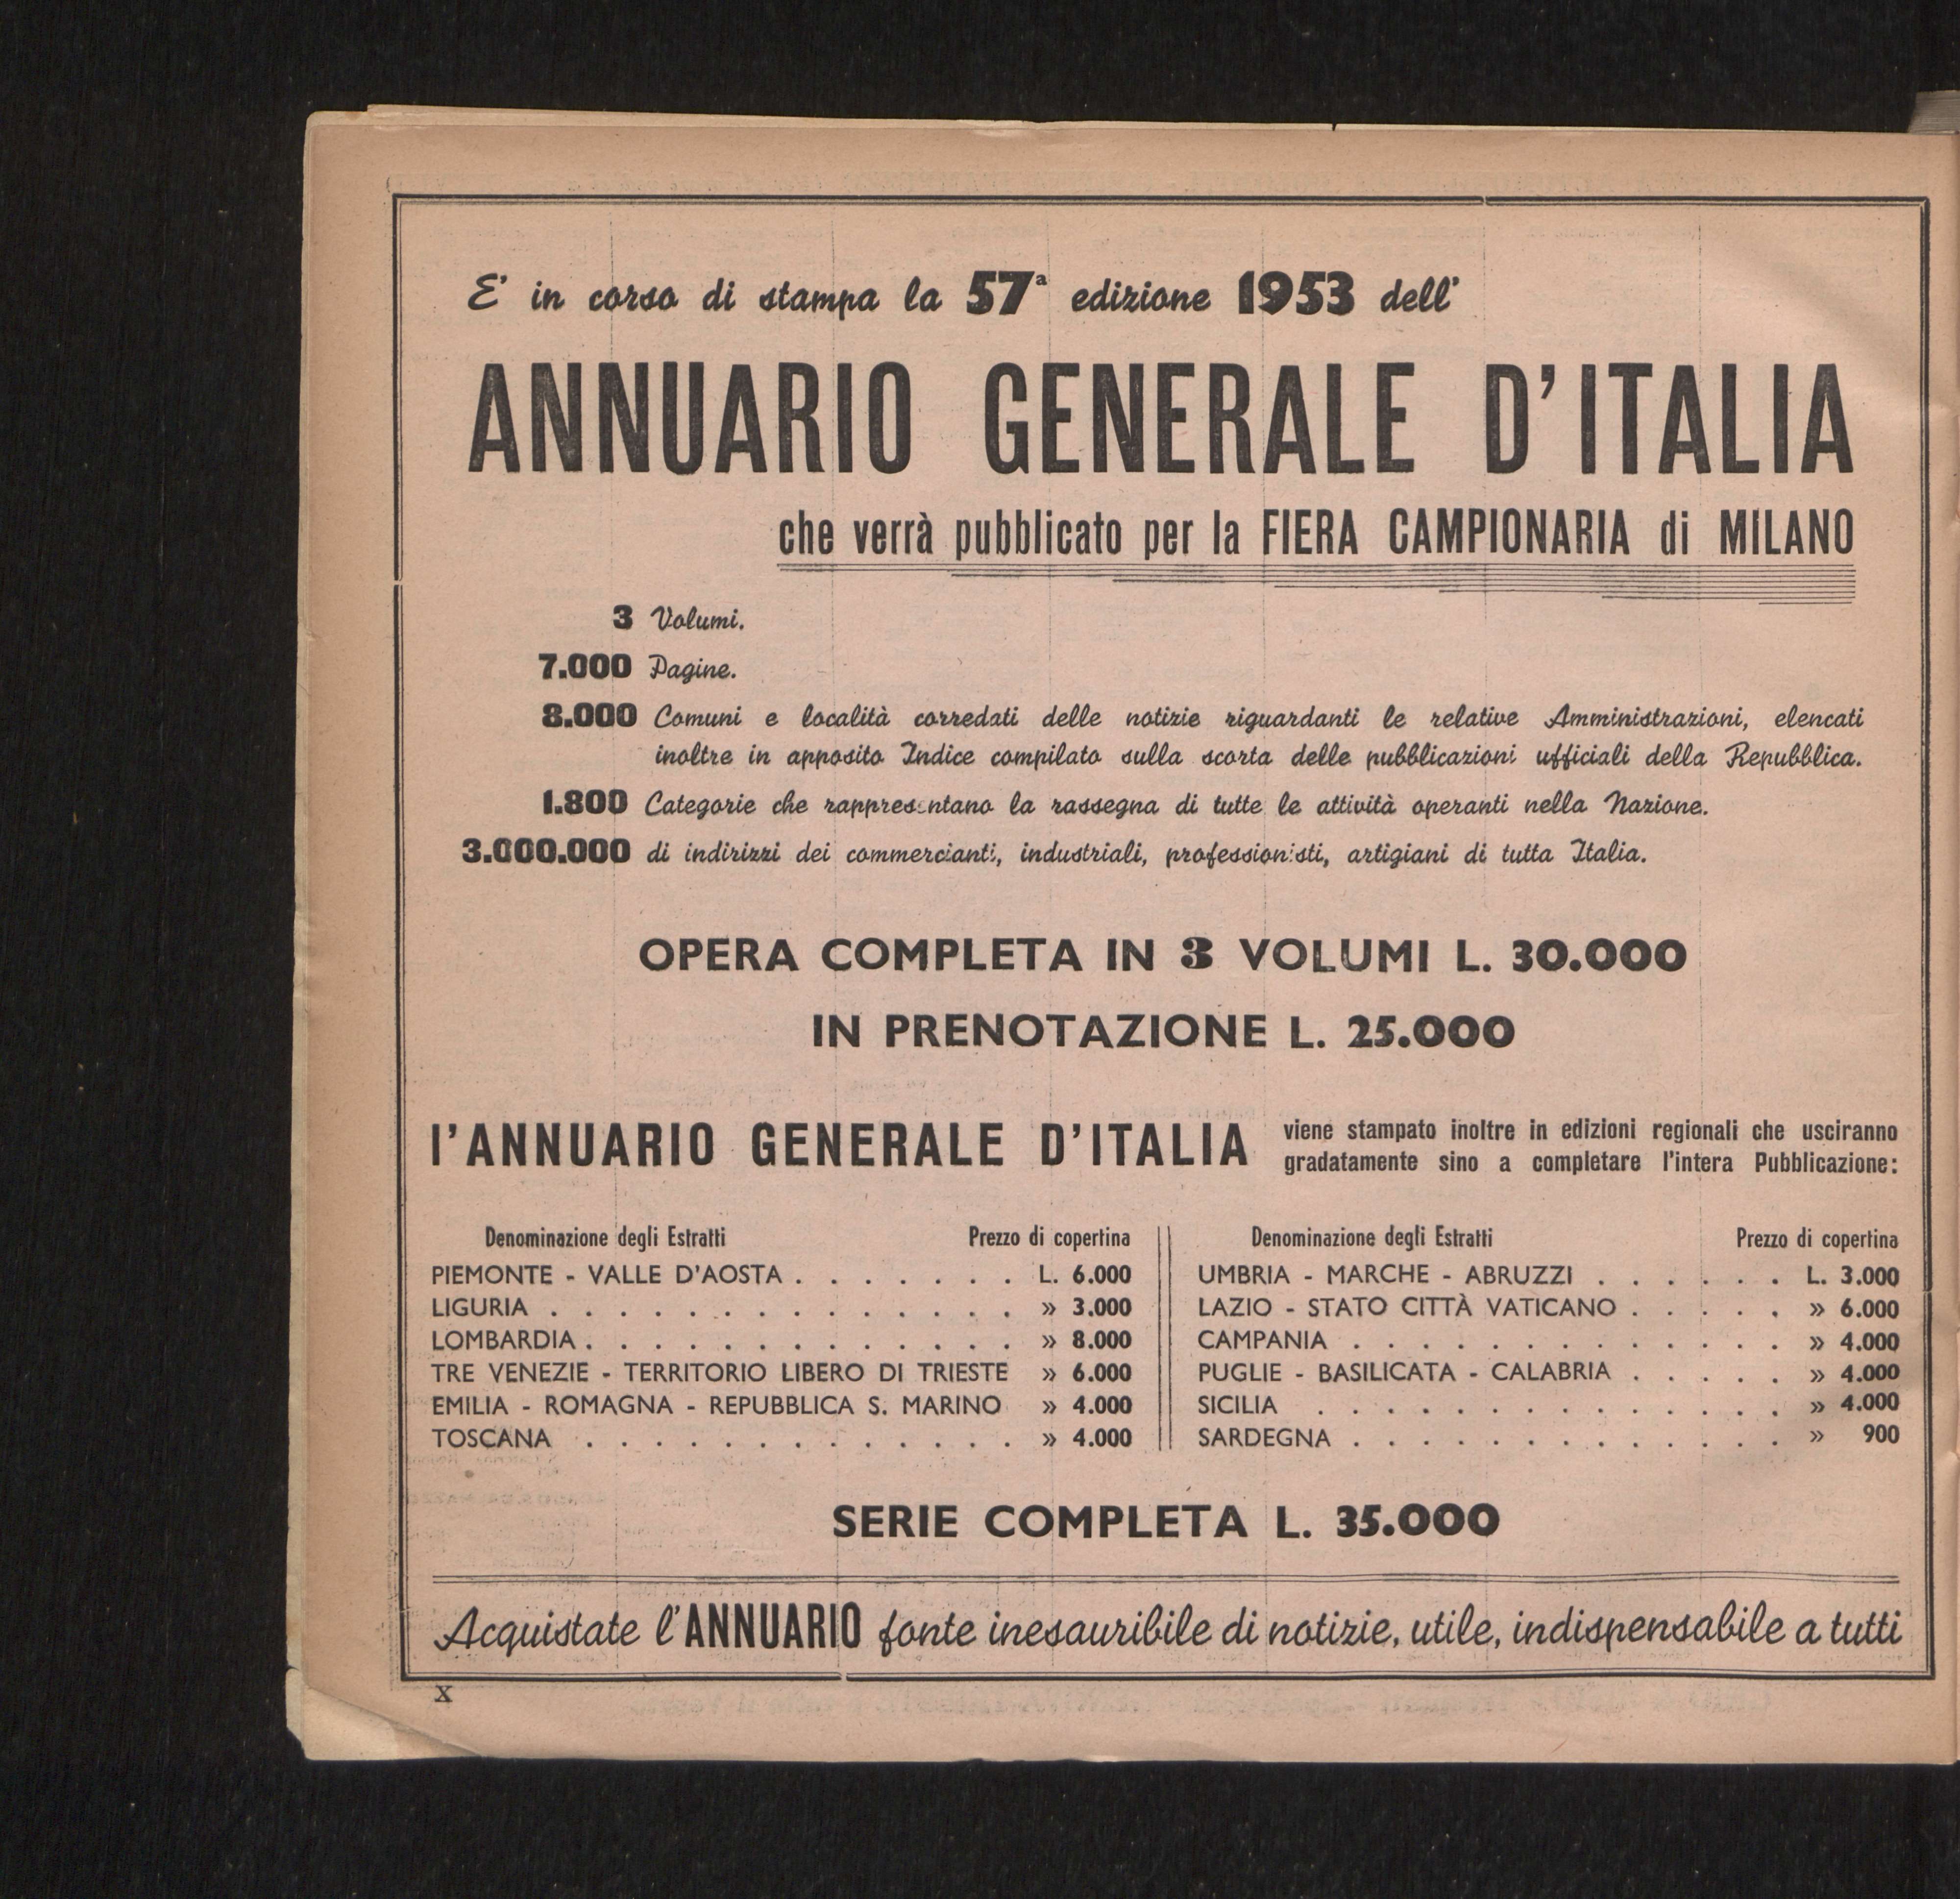 E' in corso di stampa la 57ª edizione 1953 dell'
ANNUARIO GENERALE D'ITALIA
che verrà pubblicato per la FIERA CAMPIONARIA di MILANO
3 Volumi.
7.000 Pagine.
8.000 Comuni e località corredati delle notizie riguardanti le relative Amministrazioni, elencati
inoltre in apposito Indice compilato sulla scorta delle pubblicazioni ufficiali della Repubblica.
1.800 Categorie che rappresentano la rassegna di tutte le attività operanti nella Nazione.
3.000.000 di indirizzi dei commercianti, industriali, professionisti, artigiani di tutta Italia.
OPERA COMPLETA IN 3 VOLUMI L. 30.000
IN PRENOTAZIONE L. 25.000
l'ANNUARIO GENERALE D'ITALIA
viene stampato inoltre in edizioni regionali che usciranno
gradatamente sino a completare l'intera Pubblicazione:
Denominazione degli Estratti Prezzo di copertina
PIEMONTE - VALLE D'AOSTA . . . . . . . L. 6.000
LIGURIA . . . . . . . . . . . . . . » 3.000
LOMBARDIA . . . . . . . . . . . . . » 8.000
TRE VENEZIE - TERRITORIO LIBERO DI TRIESTE » 6.000
EMILIA - ROMAGNA - REPUBBLICA S. MARINO » 4.000
TOSCANA . . . . . . . . . . . . . » 4.000
Denominazione degli Estratti Prezzo di copertina
UMBRIA - MARCHE - ABRUZZI . . . . . . L. 3.000
LAZIO - STATO CITTÀ VATICANO . . . . . » 6.000
CAMPANIA . . . . . . . . . . . . . » 4.000
PUGLIE - BASILICATA - CALABRIA . . . . . » 4.000
SICILIA . . . . . . . . . . . . . . » 4.000
SARDEGNA . . . . . . . . . . . . . » 900
SERIE COMPLETA L. 35.000
Acquistate l'ANNUARIO fonte inesauribile di notizie, utile, indispensabile a tutti
X